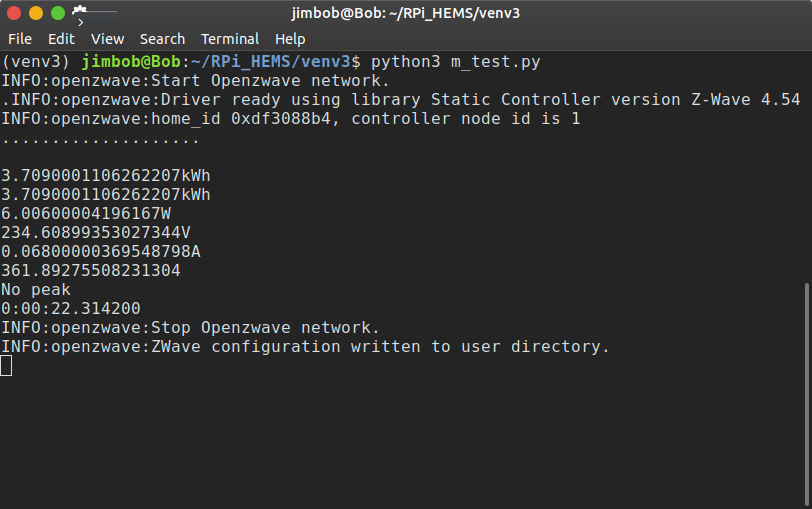 jimbob@Bob: ~/RPi_HEMS/venv3
File Edit View Search Terminal Help
(venv3) jimbob@Bob:~/RPi_HEMS/venv3$ python3 m_test.py
INFO:openzwave:Start Openzwave network.
.INFO:openzwave:Driver ready using library Static Controller version Z-Wave 4.54
INFO:openzwave:home_id 0xdf3088b4, controller node id is 1
....................
3.7090001106262207kWh
3.7090001106262207kWh
6.00600004196167W
234.60899353027344V
0.06800000369548798A
361.89275508231304
No peak
0:00:22.314200
INFO:openzwave:Stop Openzwave network.
INFO:openzwave:ZWave configuration written to user directory.